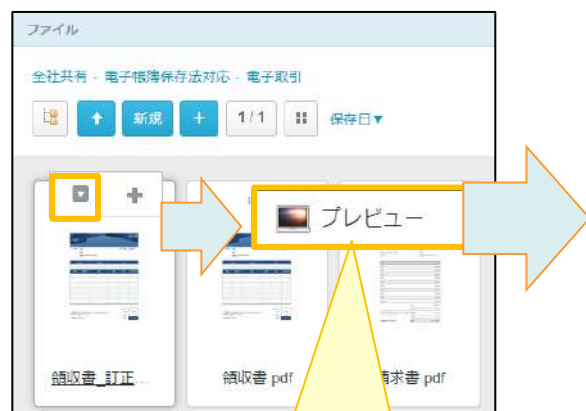 ファイル
全社共有 - 電子帳簿保存法対応 - 電子取引
新規
1/1
保存日▼
プレビュー
領収書_訂正...
領収書.pdf
請求書.pdf